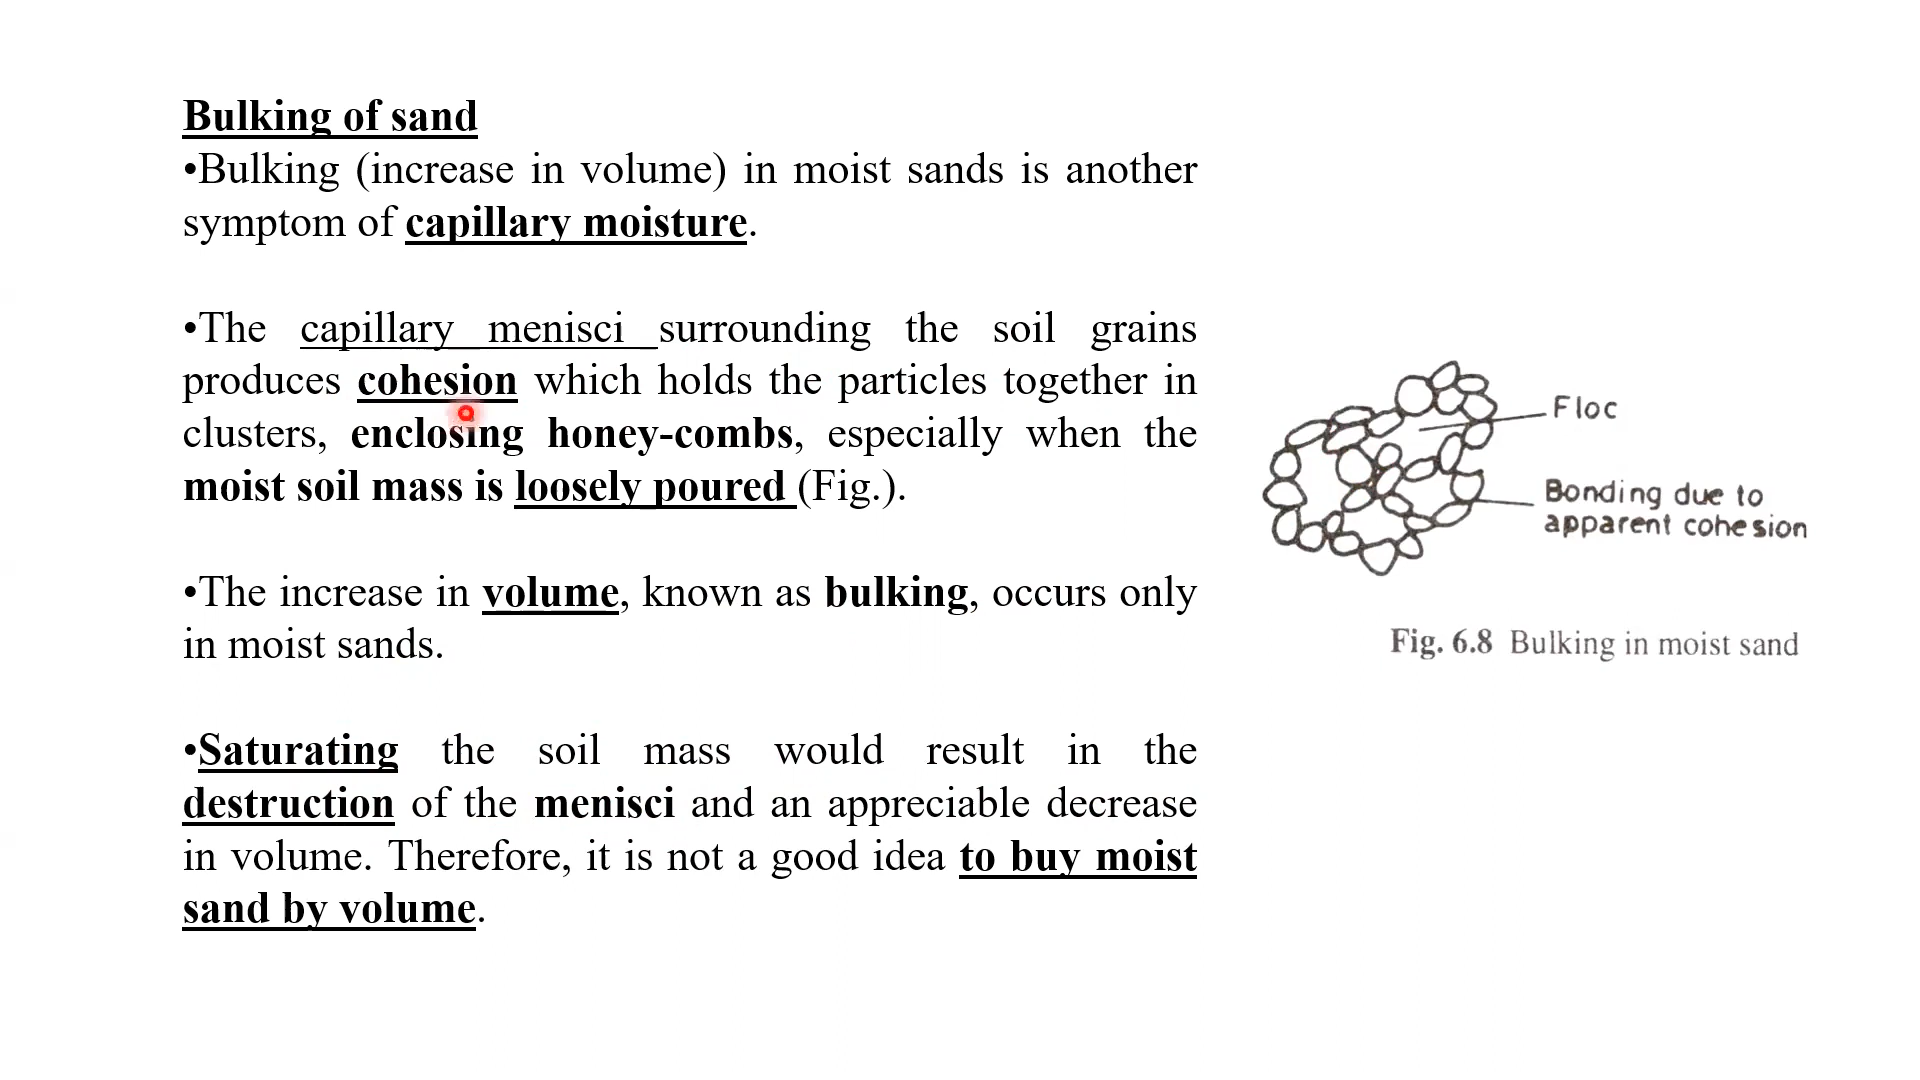 Bulking of sand
•Bulking (increase in volume) in moist sands is another
symptom of capillary moisture.
•The capillary menisci surrounding the soil grains
produces cohesion which holds the particles together in
clusters, enclosing honey-combs, especially when the
moist soil mass is loosely poured (Fig.).
•The increase in volume, known as bulking, occurs only
in moist sands.
•Saturating the soil mass would result in the
destruction of the menisci and an appreciable decrease
in volume. Therefore, it is not a good idea to buy moist
sand by volume.
Floc
Bonding due to
apparent cohesion
Fig. 6.8 Bulking in moist sand